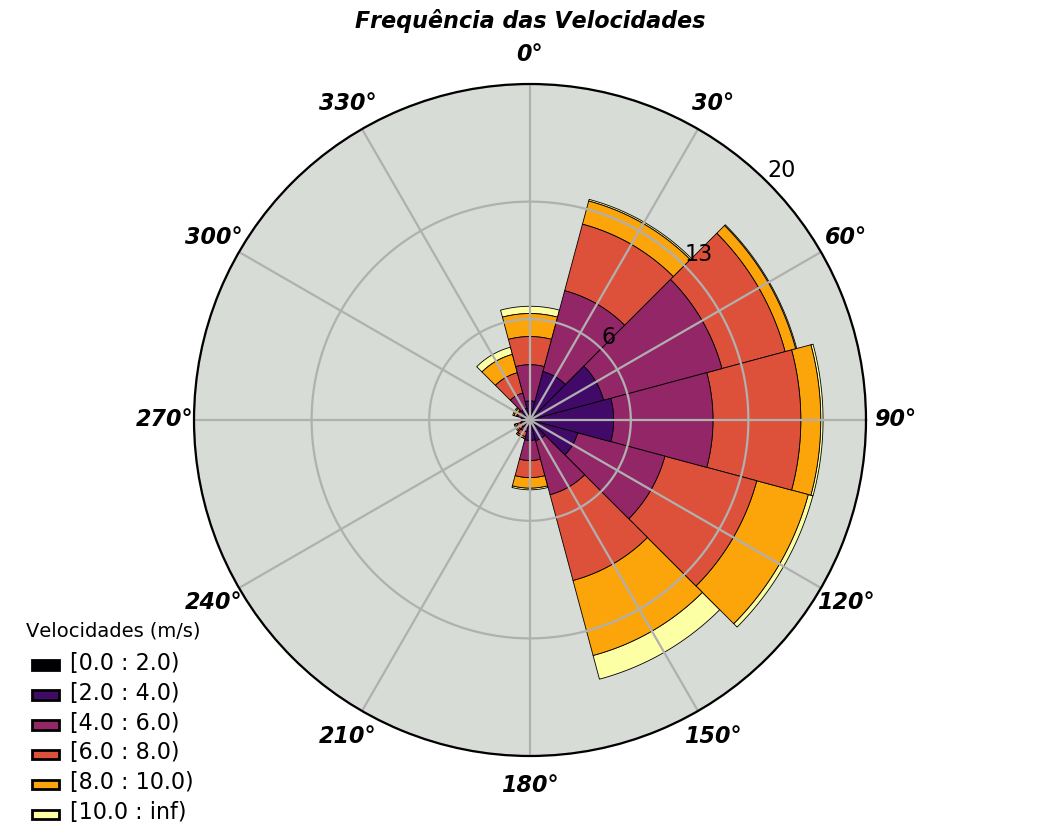 Frequência das Velocidades
0°
330°
30°
20
300°
60°
13
6
270°
90°
240°
120°
210°
150°
180°
Velocidades (m/s)
[0.0 : 2.0)
[2.0 : 4.0)
[4.0 : 6.0)
[6.0 : 8.0)
[8.0 : 10.0)
[10.0 : inf)